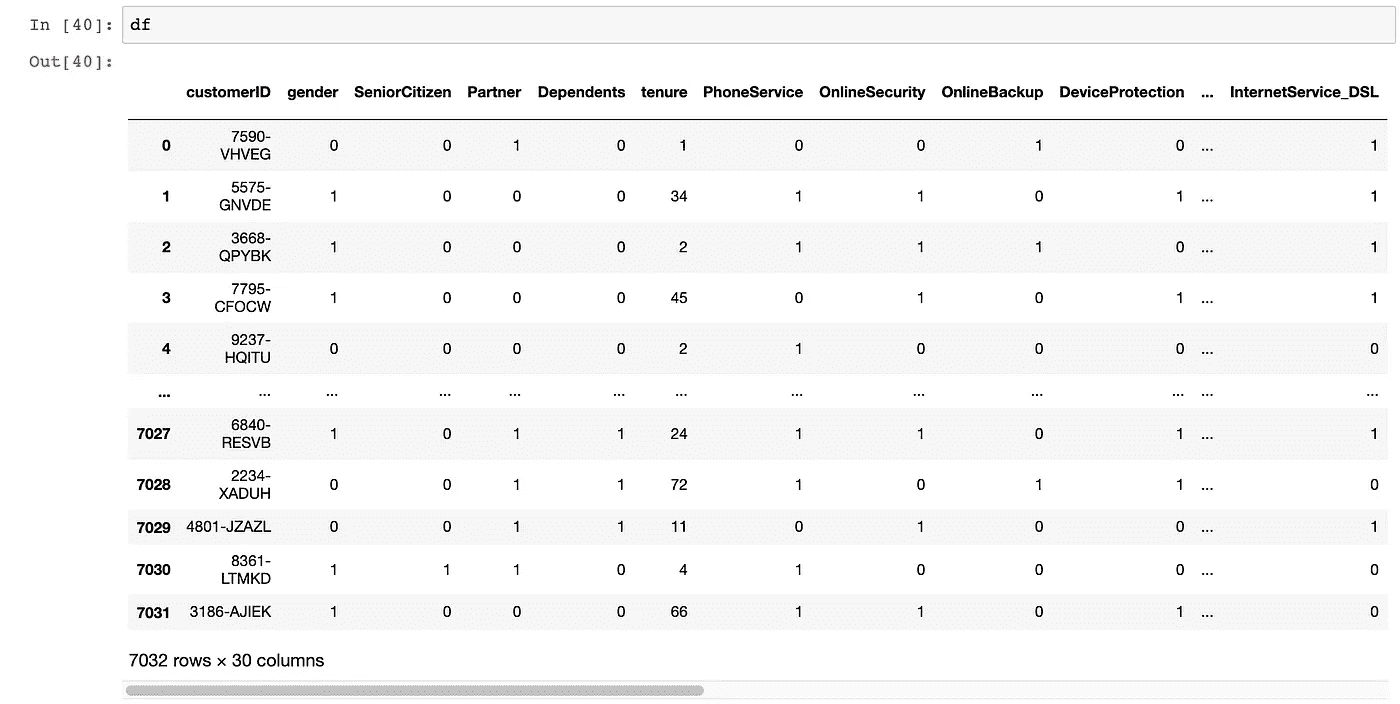 In [40]: df
Out[40]:
customerID gender SeniorCitizen Partner Dependents tenure PhoneService OnlineSecurity OnlineBackup DeviceProtection ... InternetService_DSL
0 7590-VHVEG 0 0 1 0 1 0 0 1 0 ... 1
1 5575-GNVDE 1 0 0 0 34 1 1 0 1 ... 1
2 3668-QPYBK 1 0 0 0 2 1 1 1 0 ... 1
3 7795-CFOCW 1 0 0 0 45 0 1 0 1 ... 1
4 9237-HQITU 0 0 0 0 2 1 0 0 0 ... 0
... ... ... ... ... ... ... ... ... ... ... ... ...
7027 6840-RESVB 1 0 1 1 24 1 1 0 1 ... 1
7028 2234-XADUH 0 0 1 1 72 1 0 1 1 ... 0
7029 4801-JZAZL 0 0 1 1 11 0 1 0 0 ... 1
7030 8361-LTMKD 1 1 1 0 4 1 0 0 0 ... 0
7031 3186-AJIEK 1 0 0 0 66 1 1 0 1 ... 0
7032 rows × 30 columns